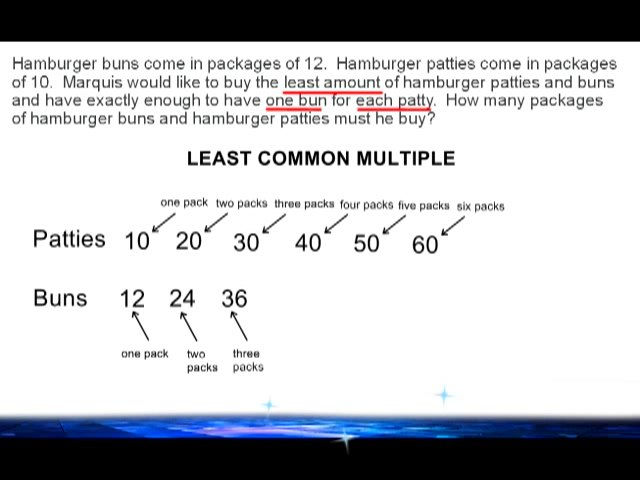 Hamburger buns come in packages of 12.  Hamburger patties come in packages
of 10.  Marquis would like to buy the least amount of hamburger patties and buns
and have exactly enough to have one bun for each patty.  How many packages
of hamburger buns and hamburger patties must he buy?
LEAST COMMON MULTIPLE
one pack two packs three packs four packs five packs six packs
Patties 10 20 30 40 50 60
Buns 12 24 36
one pack two packs three packs